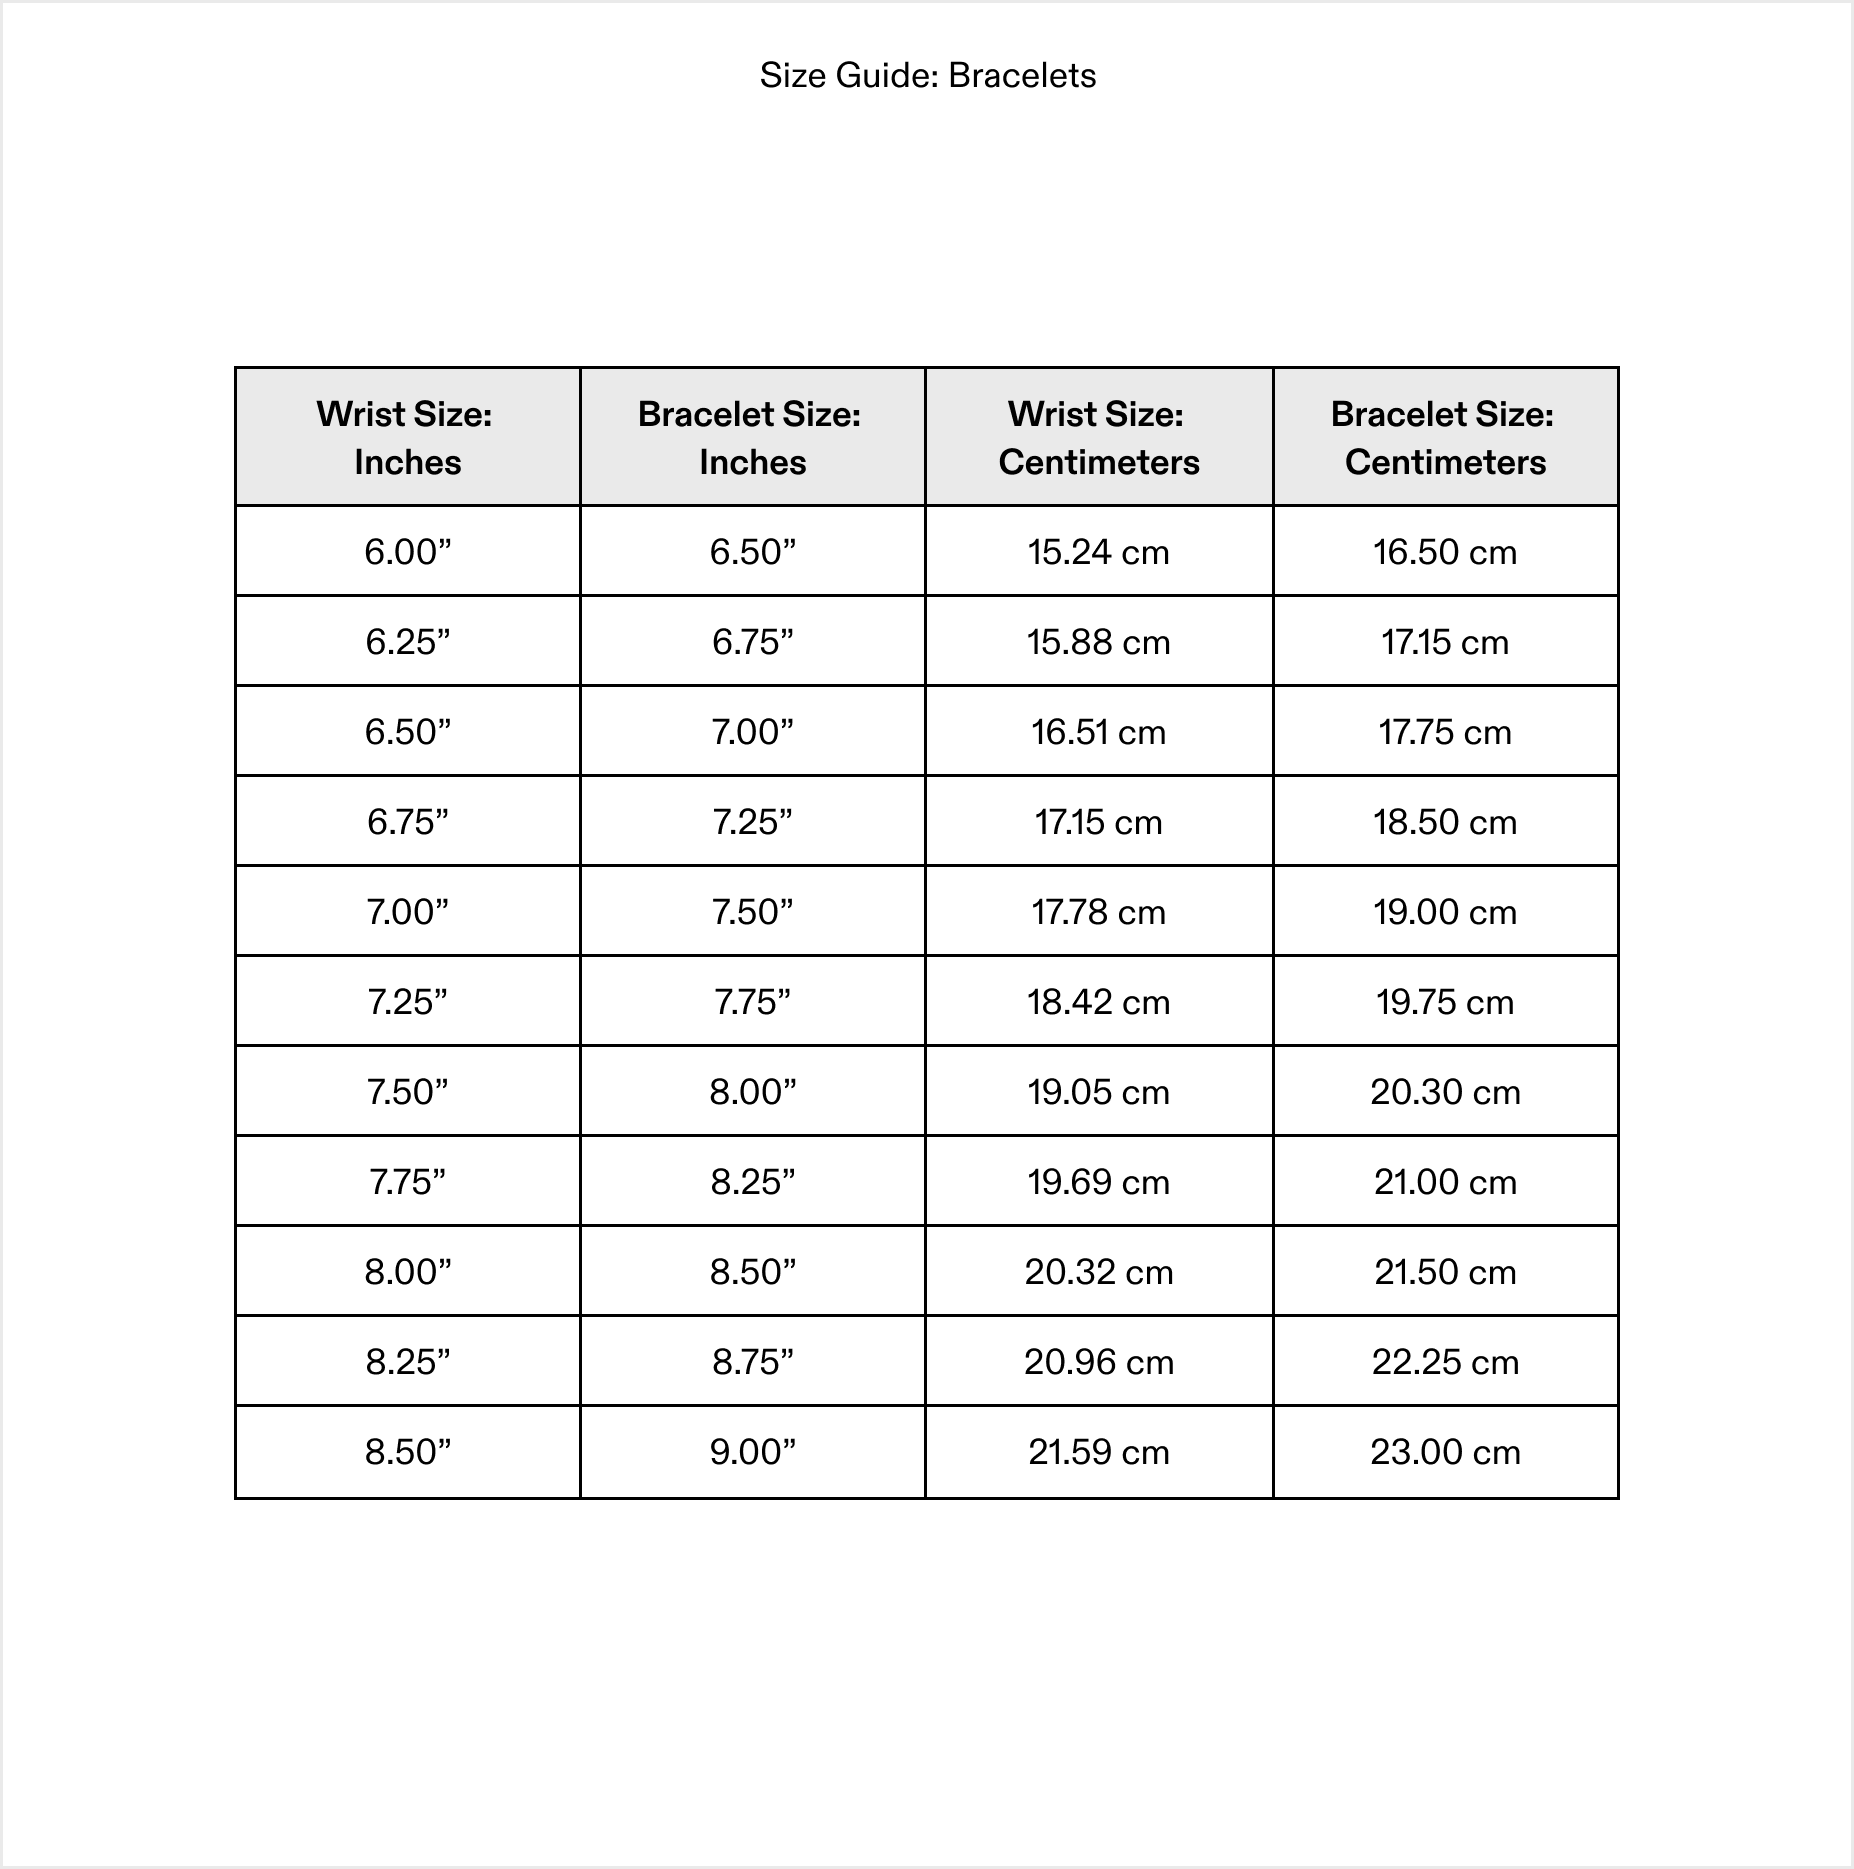 Size Guide: Bracelets
Wrist Size: Inches Bracelet Size: Inches Wrist Size: Centimeters Bracelet Size: Centimeters
6.00” 6.50” 15.24 cm 16.50 cm
6.25” 6.75” 15.88 cm 17.15 cm
6.50” 7.00” 16.51 cm 17.75 cm
6.75” 7.25” 17.15 cm 18.50 cm
7.00” 7.50” 17.78 cm 19.00 cm
7.25” 7.75” 18.42 cm 19.75 cm
7.50” 8.00” 19.05 cm 20.30 cm
7.75” 8.25” 19.69 cm 21.00 cm
8.00” 8.50” 20.32 cm 21.50 cm
8.25” 8.75” 20.96 cm 22.25 cm
8.50” 9.00” 21.59 cm 23.00 cm